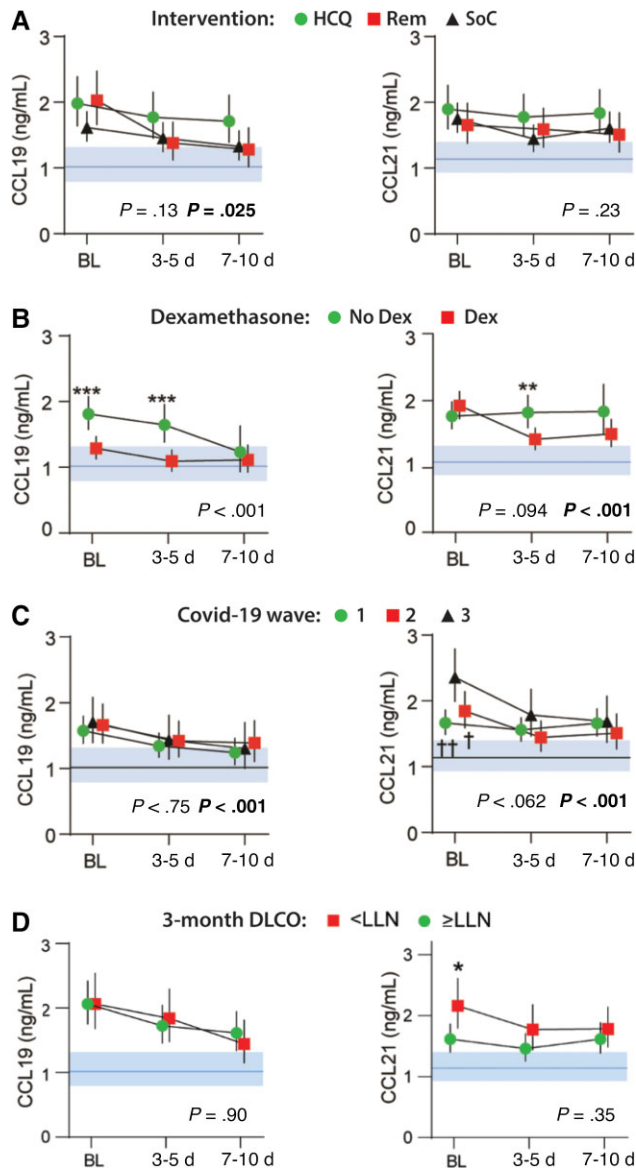 A
Intervention: HCQ Rem SoC
3
2
1
0
CCL19 (ng/mL)
P = .13 P = .025
BL 3-5 d 7-10 d
3
2
1
0
CCL21 (ng/mL)
P = .23
BL 3-5 d 7-10 d
B
Dexamethasone: No Dex Dex
3
2
1
0
CCL19 (ng/mL)
*** ***
P < .001
BL 3-5 d 7-10 d
3
2
1
0
CCL21 (ng/mL)
**
P = .094 P < .001
BL 3-5 d 7-10 d
C
Covid-19 wave: 1 2 3
3
2
1
0
CCL19 (ng/mL)
P < .75 P < .001
BL 3-5 d 7-10 d
3
2
1
0
CCL21 (ng/mL)
†† †
P < .062 P < .001
BL 3-5 d 7-10 d
D
3-month DLCO: <LLN ≥LLN
3
2
1
0
CCL19 (ng/mL)
P = .90
BL 3-5 d 7-10 d
3
2
1
0
CCL21 (ng/mL)
*
P = .35
BL 3-5 d 7-10 d